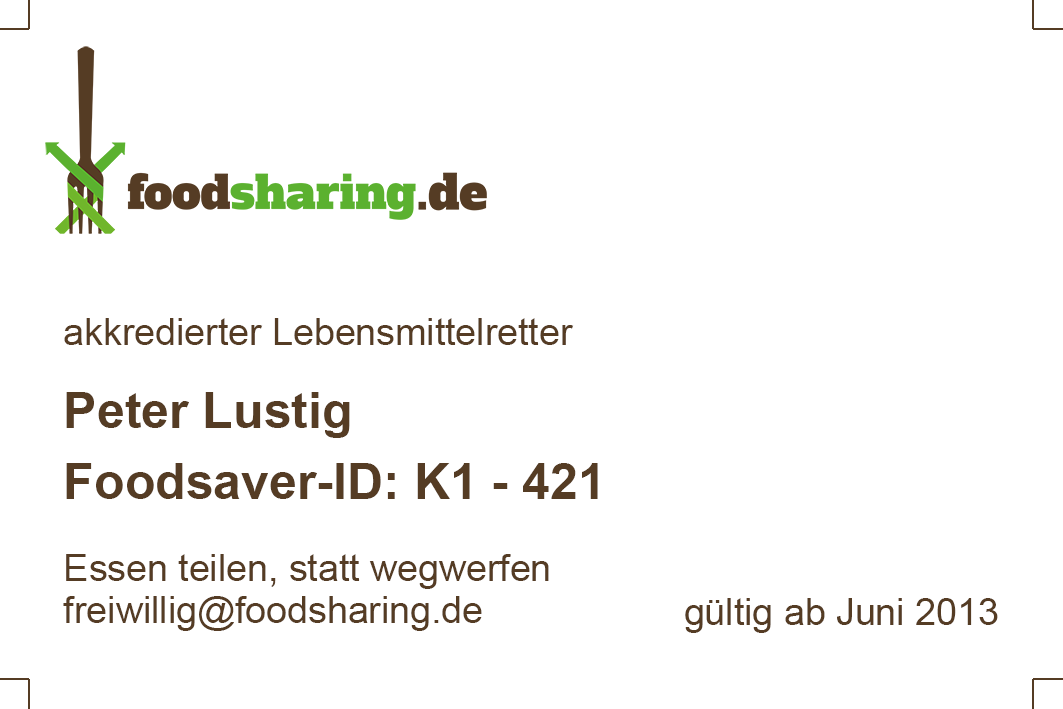 foodsharing.de
akkredierter Lebensmittelretter
Peter Lustig
Foodsaver-ID: K1 - 421
Essen teilen, statt wegwerfen
freiwillig@foodsharing.de
gültig ab Juni 2013